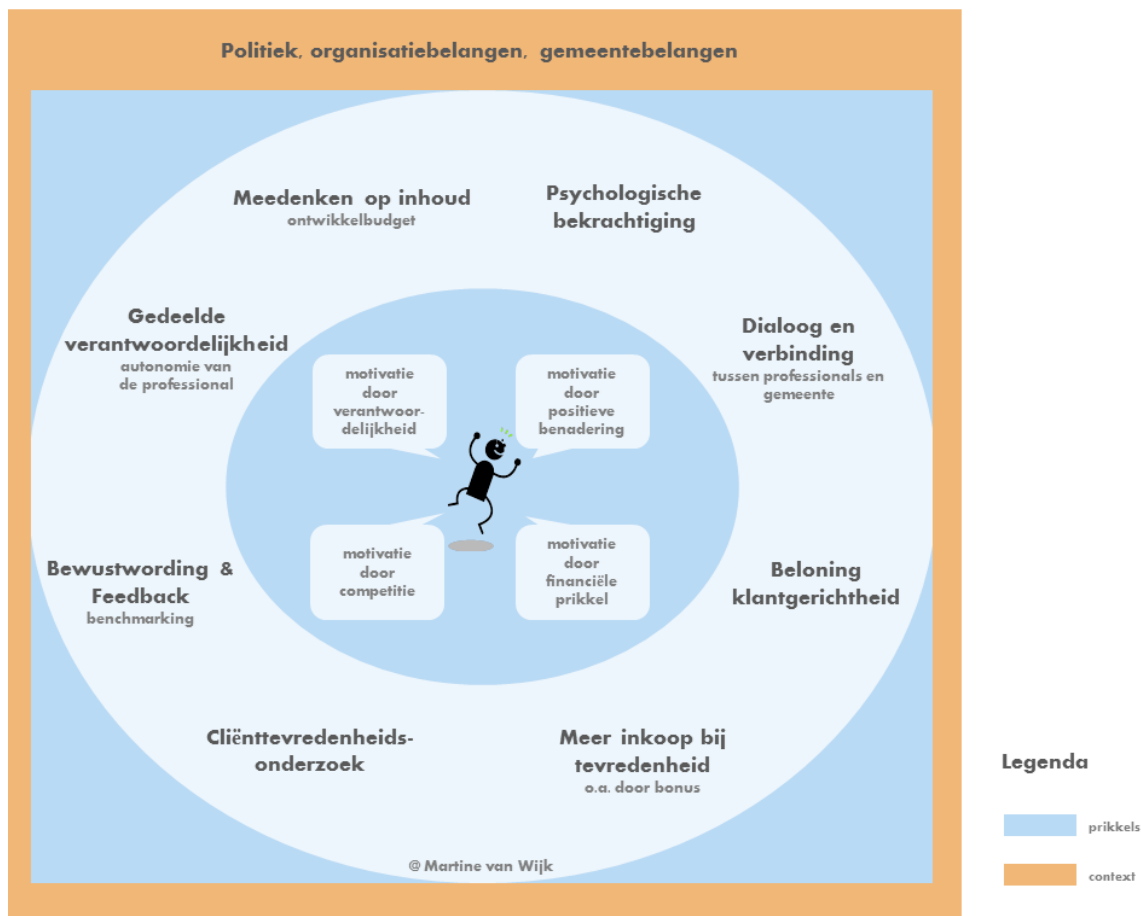 Politiek, organisatiebelangen, gemeentebelangen
Meedenken op inhoud
ontwikkelbudget
Psychologische
bekrachtiging
Gedeelde
verantwoordelijkheid
autonomie van
de professional
Dialoog en
verbinding
tussen professionals en
gemeente
motivatie
door
verantwoor-
delijkheid
motivatie
door
positieve
benadering
motivatie
door
competitie
motivatie
door
financiële
prikkel
Bewustwording &
Feedback
benchmarking
Beloning
klantgerichtheid
Cliënttevredenheids-
onderzoek
Meer inkoop bij
tevredenheid
o.a. door bonus
@ Martine van Wijk
Legenda
prikkels
context